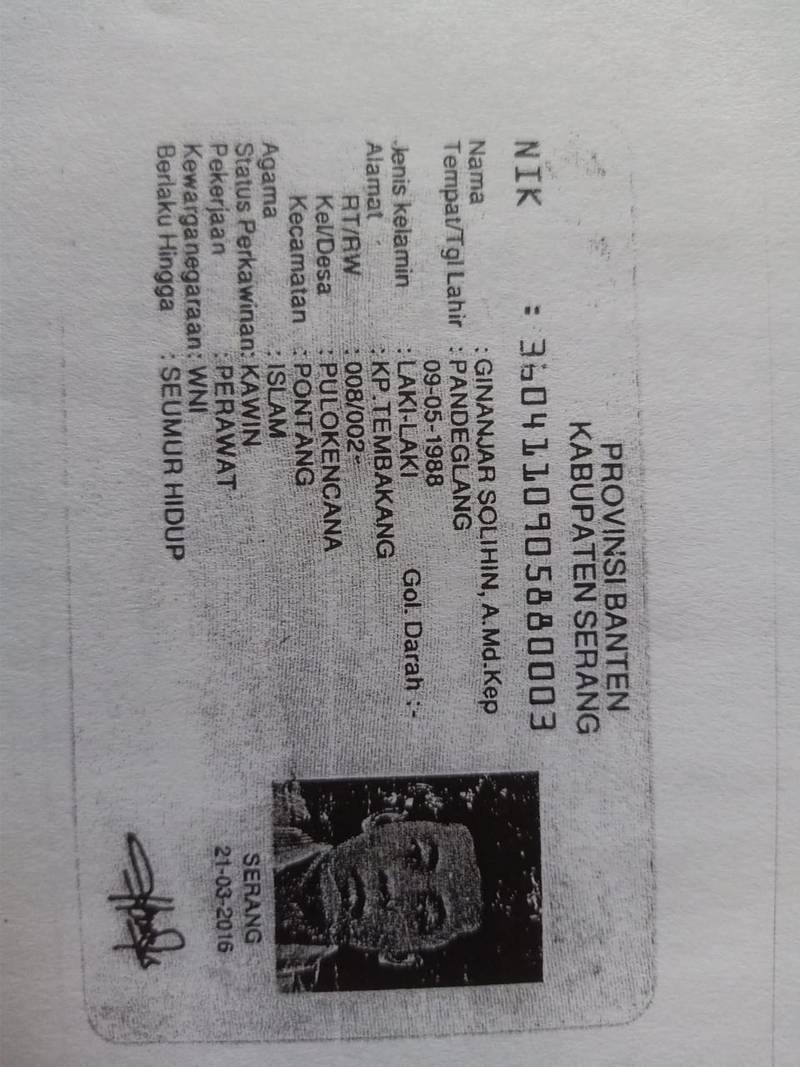 PROVINSI BANTEN
KABUPATEN SERANG
NIK : 3604110905880003
Nama : GINANJAR SOLIHIN, A.Md.Kep
Tempat/Tgl Lahir : PANDEGLANG
09-05-1988
Jenis kelamin : LAKI-LAKI Gol. Darah :-
Alamat : KP.TEMBAKANG
RT/RW : 008/002
Kel/Desa : PULOKENCANA
Kecamatan : PONTANG
Agama : ISLAM
Status Perkawinan: KAWIN
Pekerjaan : PERAWAT
Kewarganegaraan: WNI
Berlaku Hingga : SEUMUR HIDUP
SERANG
21-03-2016